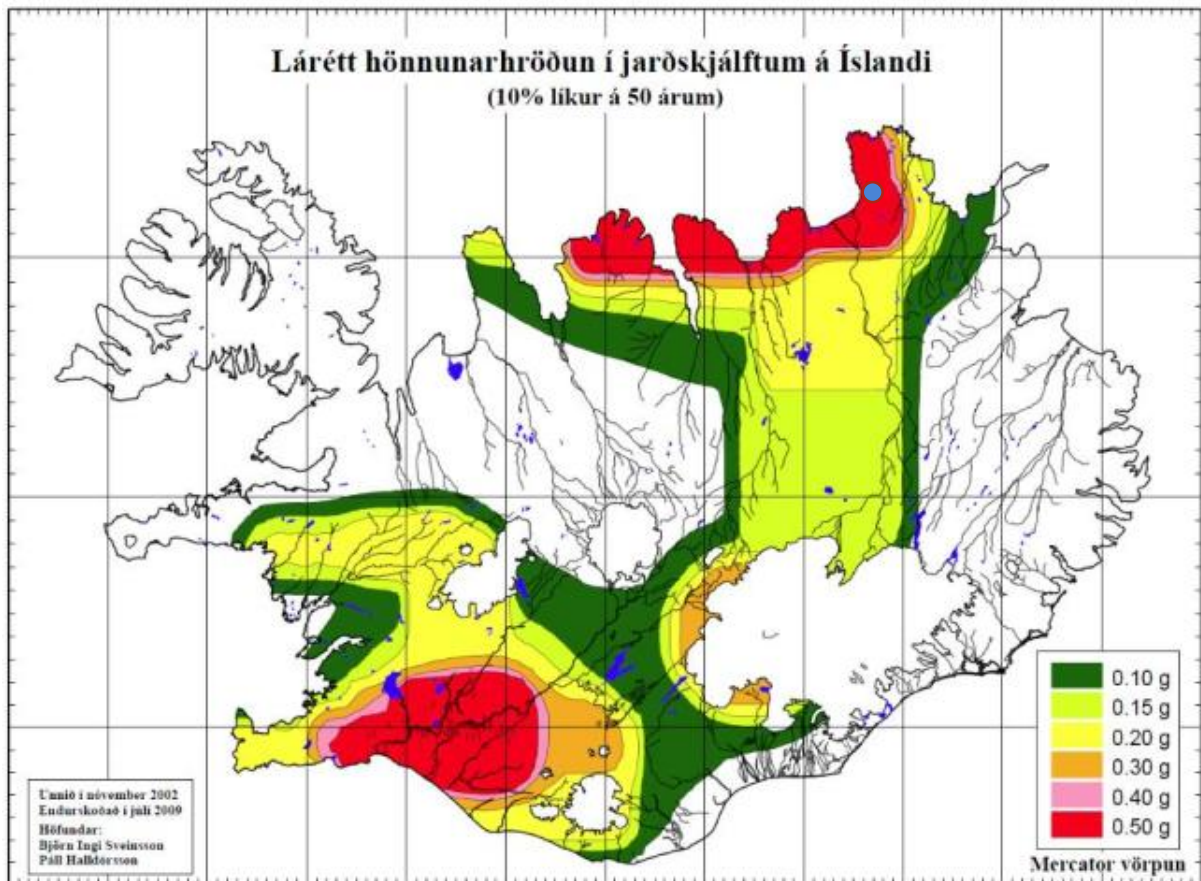 Lárétt hönnunarhröðun í jarðskjálftum á Íslandi
(10% líkur á 50 árum)
0.10 g
0.15 g
0.20 g
0.30 g
0.40 g
0.50 g
Mercator vörpun
Unnið í nóvember 2002
Endurskoðað í júlí 2009
Höfundar:
Björn Ingi Sveinsson
Páll Halldórsson